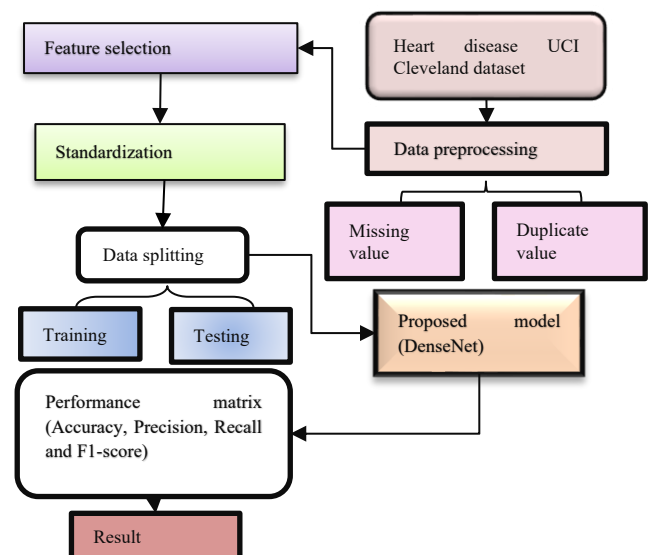 Heart disease UCI
Cleveland dataset
Data preprocessing
Missing
value
Duplicate
value
Feature selection
Standardization
Data splitting
Training
Testing
Proposed model
(DenseNet)
Performance matrix
(Accuracy, Precision, Recall
and F1-score)
Result